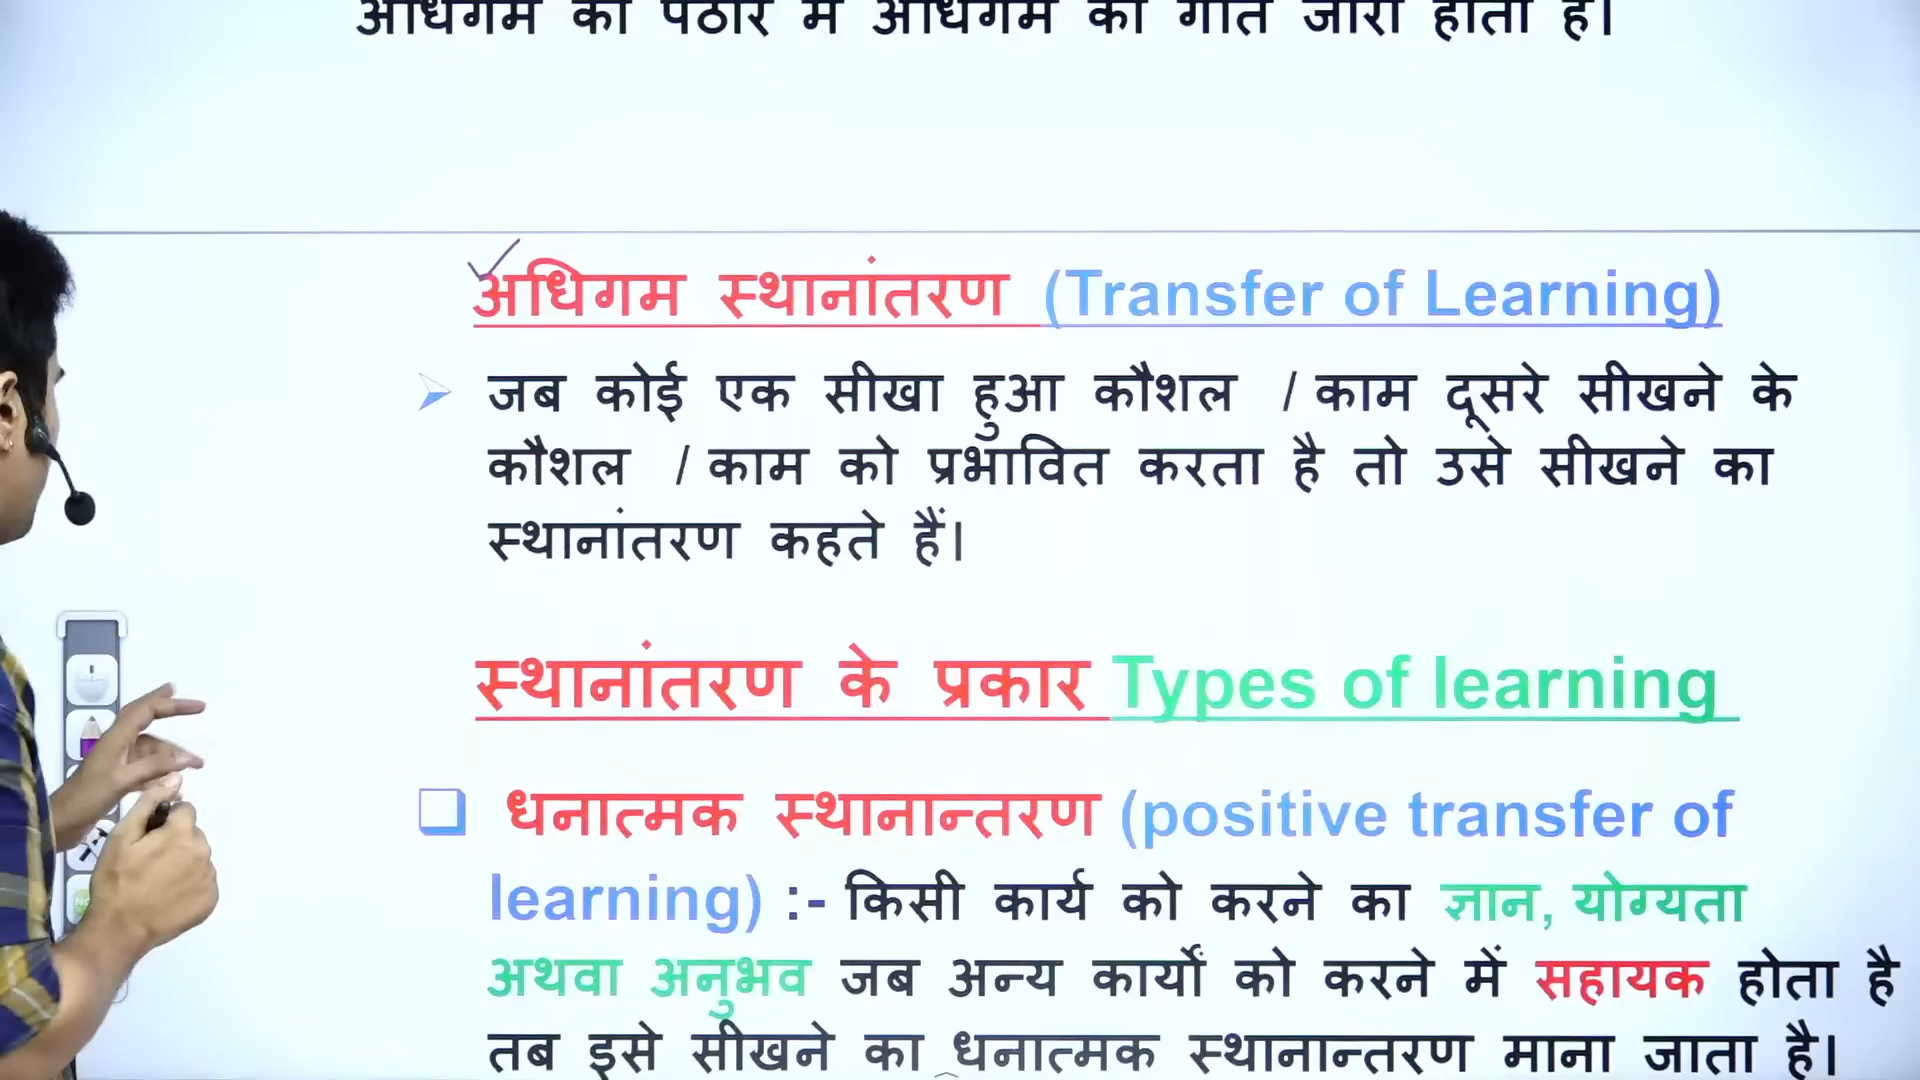 अधिगम का पठार में अधिगम की गति जारी होती है।
अधिगम स्थानांतरण (Transfer of Learning)
जब कोई एक सीखा हुआ कौशल / काम दूसरे सीखने के
कौशल / काम को प्रभावित करता है तो उसे सीखने का
स्थानांतरण कहते हैं।
स्थानांतरण के प्रकार Types of learning
धनात्मक स्थानान्तरण (positive transfer of
learning) :- किसी कार्य को करने का ज्ञान, योग्यता
अथवा अनुभव जब अन्य कार्यों को करने में सहायक होता है
तब इसे सीखने का धनात्मक स्थानान्तरण माना जाता है।